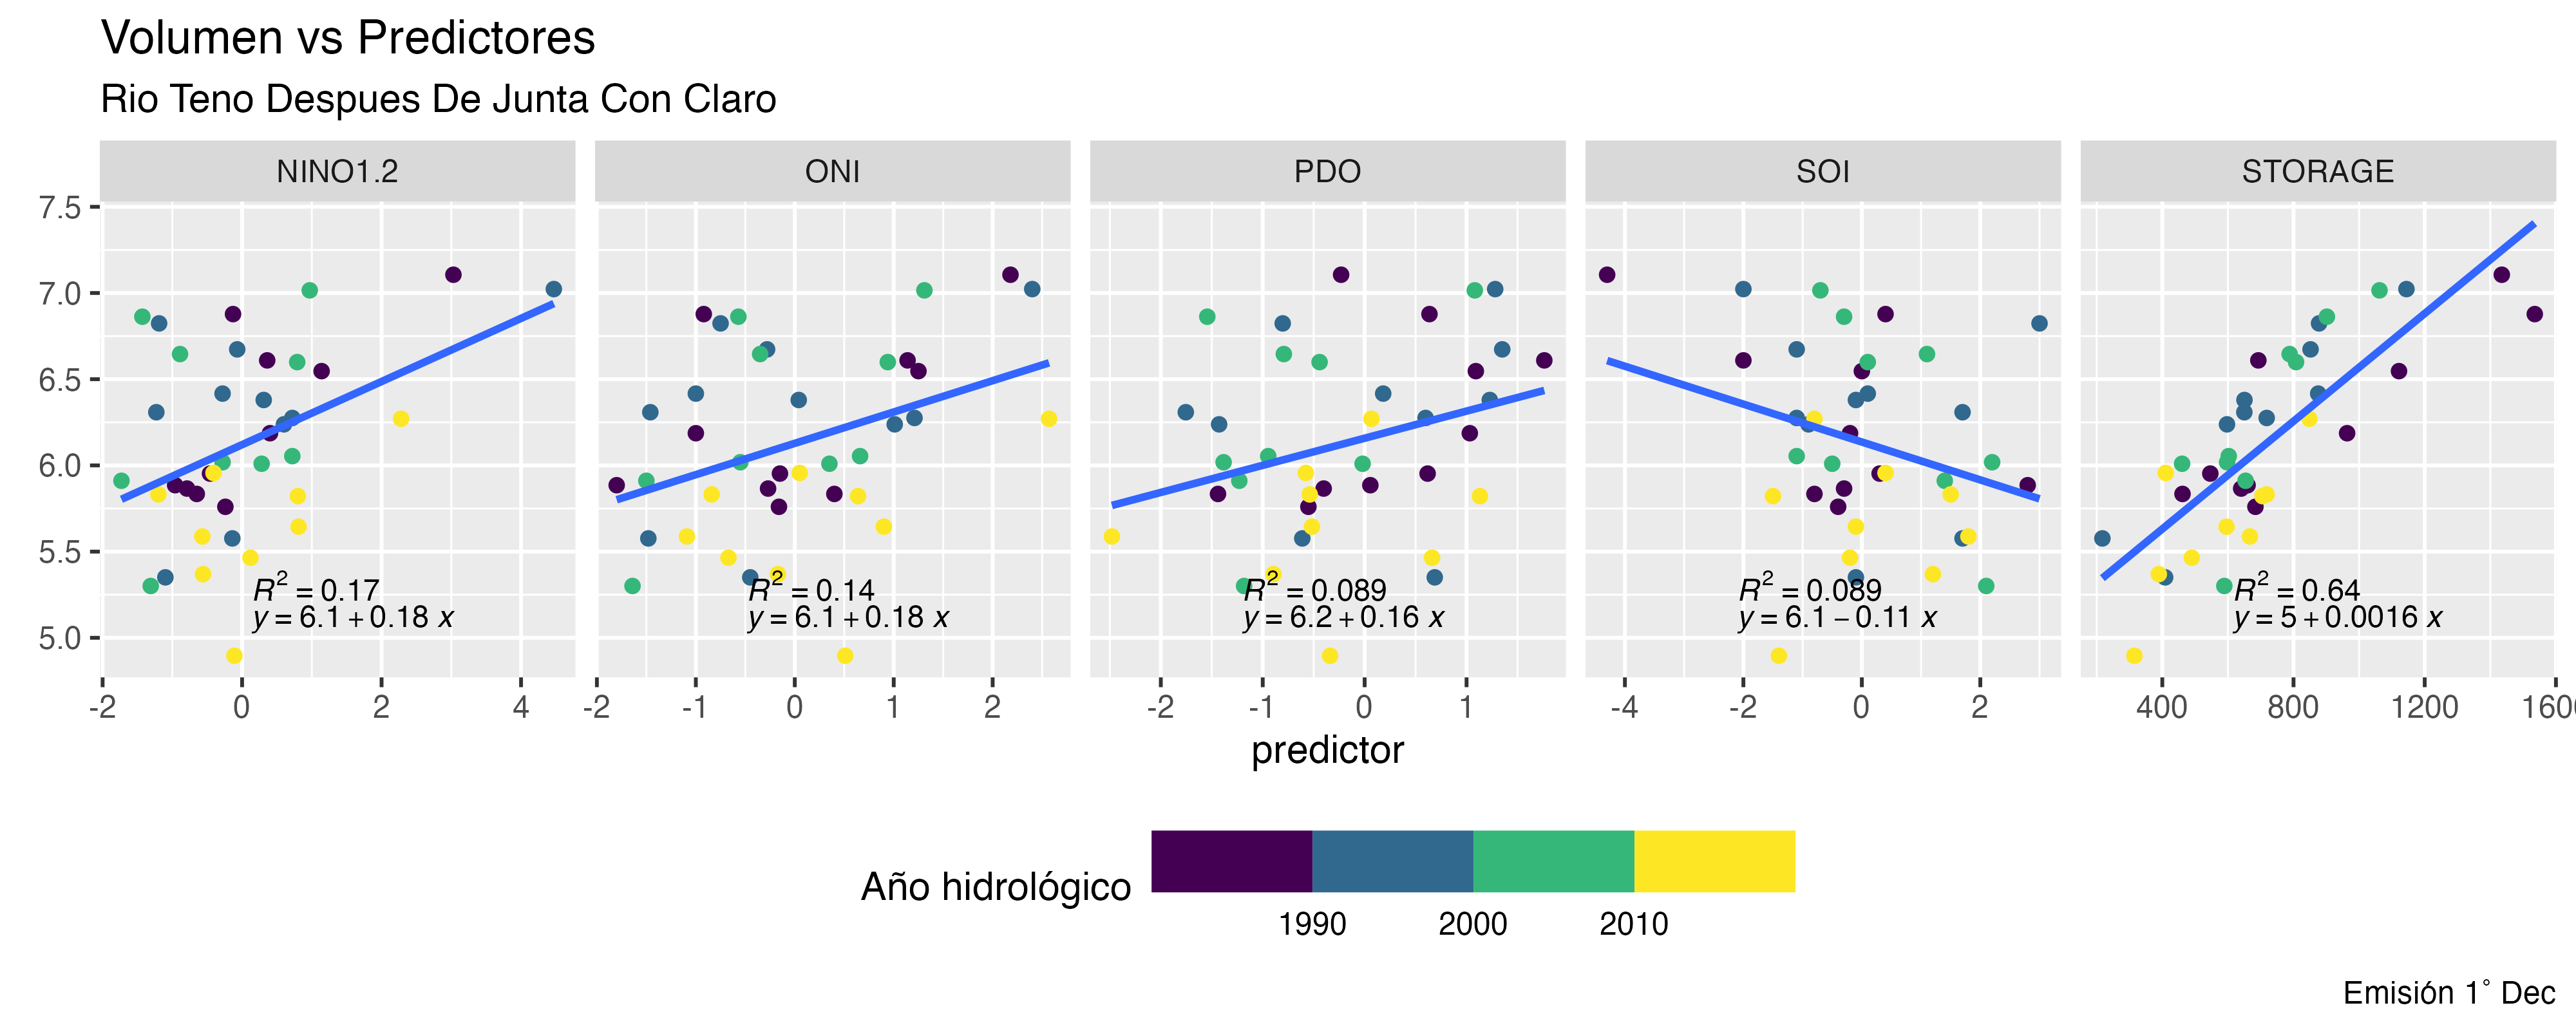 Volumen vs Predictores
Rio Teno Despues De Junta Con Claro
NINO1.2 ONI PDO SOI STORAGE
7.5
7.0
6.5
6.0
5.5
5.0
R² = 0.17 R² = 0.14 R² = 0.089 R² = 0.089 R² = 0.64
y = 6.1 + 0.18 x y = 6.1 + 0.18 x y = 6.2 + 0.16 x y = 6.1 − 0.11 x y = 5 + 0.0016 x
-2 0 2 4 -2 -1 0 1 2 -2 -1 0 1 -4 -2 0 2 400 800 1200 160
predictor
Año hidrológico
1990 2000 2010
Emisión 1° Dec